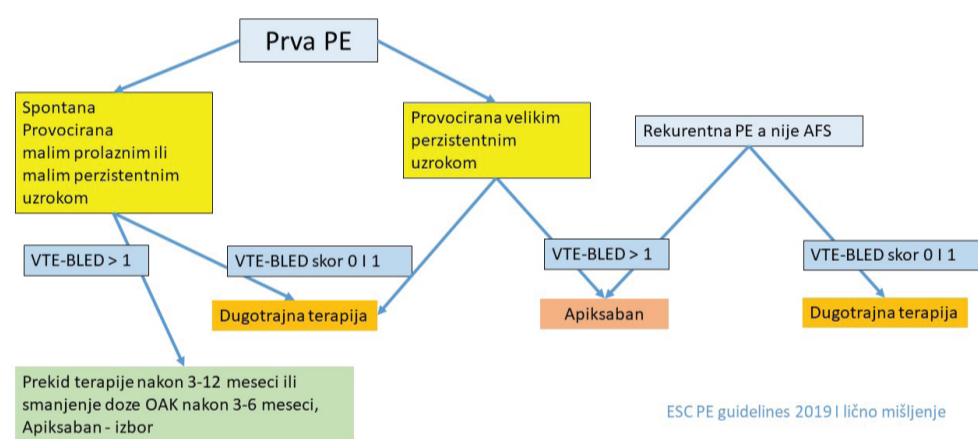 Prva PE
Spontana
Provocirana
malim prolaznim ili
malim perzistentnim
uzrokom
Provocirana velikim
perzistentnim
uzrokom
Rekurentna PE a nije AFS
VTE-BLED > 1
VTE-BLED skor 0 I 1
VTE-BLED > 1
VTE-BLED skor 0 I 1
Dugotrajna terapija
Apiksaban
Dugotrajna terapija
Prekid terapije nakon 3-12 meseci ili
smanjenje doze OAK nakon 3-6 meseci,
Apiksaban - izbor
ESC PE guidelines 2019 I lično mišljenje